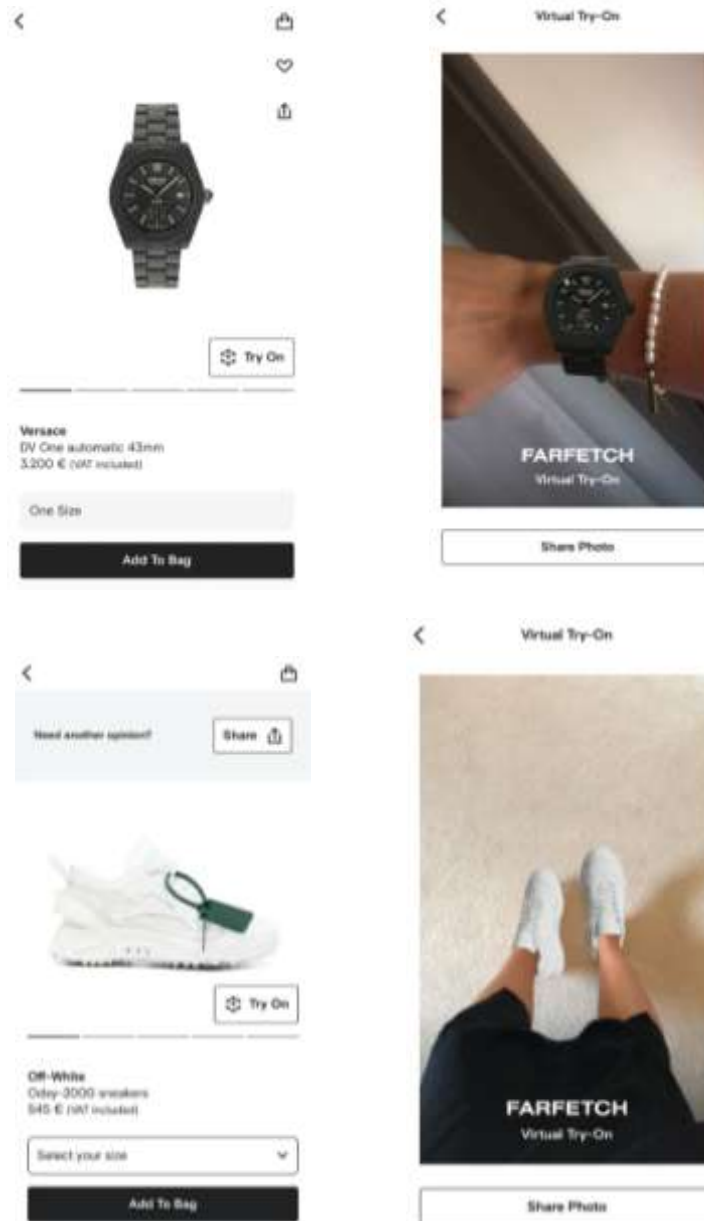 Try On
Versace
DV One automatic 43mm
3.200 € (VAT included)
One Size
Add To Bag
Virtual Try-On
FARFETCH
Virtual Try-On
Share Photo
Need another opinion?
Share
Try On
Off-White
Odsy-2000 sneakers
545 € (VAT included)
Select your size
Add To Bag
Virtual Try-On
FARFETCH
Virtual Try-On
Share Photo